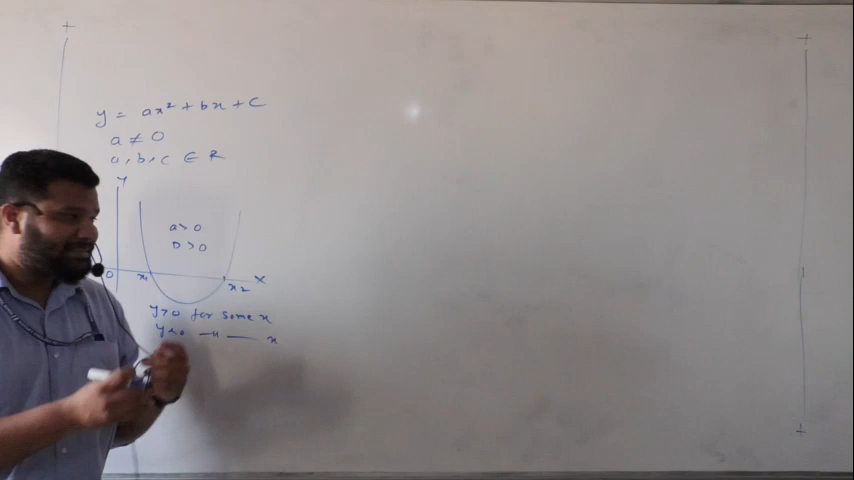 y = ax² + bx + c
a ≠ 0
a, b, c ∈ R
Y
a > 0
D > 0
0 x₁ x₂ X
y>0 for some x
y<0 —"— x